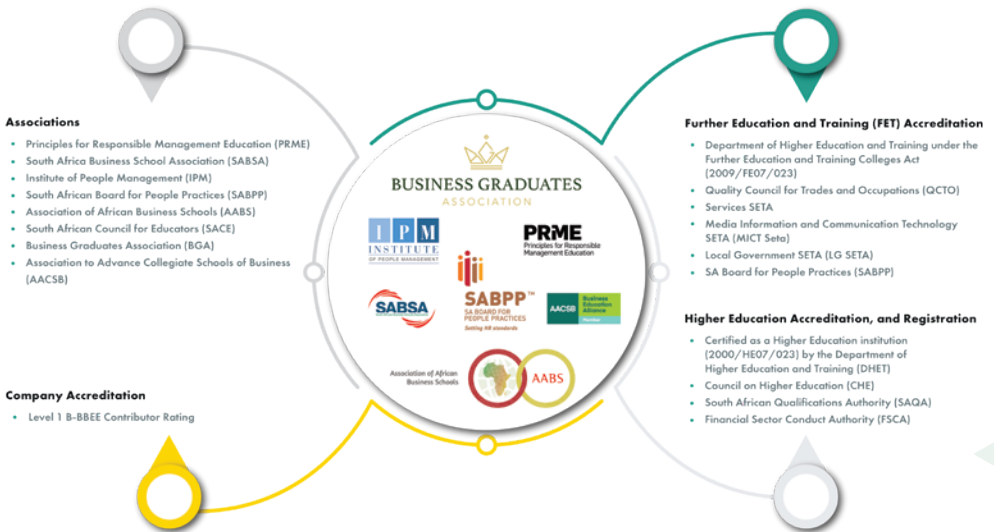 Associations
• Principles for Responsible Management Education (PRME)
• South Africa Business School Association (SABSA)
• Institute of People Management (IPM)
• South African Board for People Practices (SABPP)
• Association of African Business Schools (AABS)
• South African Council for Educators (SACE)
• Business Graduates Association (BGA)
• Association to Advance Collegiate Schools of Business
(AACSB)
Company Accreditation
• Level 1 B-BBEE Contributor Rating
BUSINESS GRADUATES
ASSOCIATION
IPM
INSTITUTE
OF PEOPLE MANAGEMENT
PRME
Principles for Responsible
Management Education
SABSA
SABPP™
SA BOARD FOR
PEOPLE PRACTICES
Setting HR standards
AACSB
Business
Education
Alliance
Member
Association of African
Business Schools
AABS
Further Education and Training (FET) Accreditation
• Department of Higher Education and Training under the
Further Education and Training Colleges Act
(2009/FE07/023)
• Quality Council for Trades and Occupations (QCTO)
• Services SETA
• Media Information and Communication Technology
SETA (MICT Seta)
• Local Government SETA (LG SETA)
• SA Board for People Practices (SABPP)
Higher Education Accreditation, and Registration
• Certified as a Higher Education institution
(2000/HE07/023) by the Department of
Higher Education and Training (DHET)
• Council on Higher Education (CHE)
• South African Qualifications Authority (SAQA)
• Financial Sector Conduct Authority (FSCA)